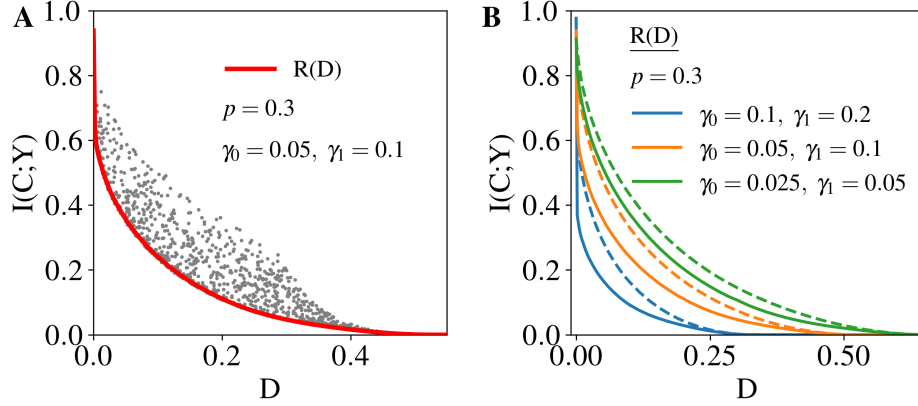 A
1.0
0.8
0.6
0.4
0.2
0.0
I(C;Y)
R(D)
p = 0.3
γ₀ = 0.05, γ₁ = 0.1
0.0 0.2 0.4
D
B
1.0
0.8
0.6
0.4
0.2
0.0
I(C;Y)
R(D)
p = 0.3
γ₀ = 0.1, γ₁ = 0.2
γ₀ = 0.05, γ₁ = 0.1
γ₀ = 0.025, γ₁ = 0.05
0.00 0.25 0.50
D